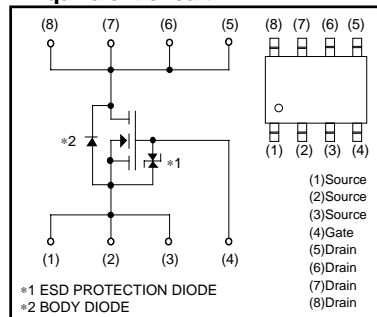 (8) (7) (6) (5)
(8) (7) (6) (5)
∗2
∗1
(1) (2) (3) (4)
(1) (2) (3) (4)
(1)Source
(2)Source
(3)Source
(4)Gate
(5)Drain
(6)Drain
(7)Drain
(8)Drain
∗1 ESD PROTECTION DIODE
∗2 BODY DIODE